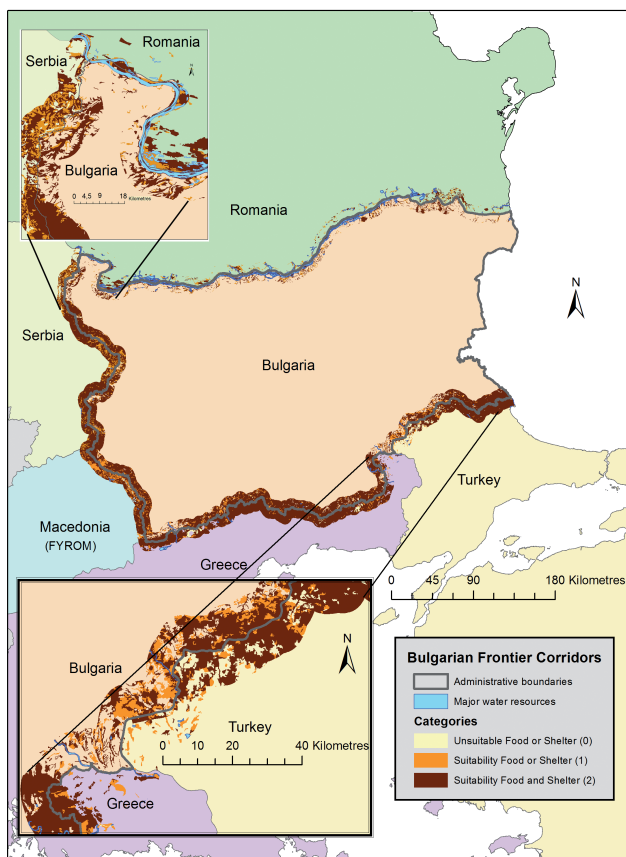 Romania
Serbia
N
Bulgaria
0 4,5 9 18 Kilometres
Romania
N
Serbia
Bulgaria
Turkey
Macedonia
(FYROM)
Greece
0 45 90 180 Kilometres
N
Bulgaria
Turkey
0 10 20 40 Kilometres
Greece
Bulgarian Frontier Corridors
Administrative boundaries
Major water resources
Categories
Unsuitable Food or Shelter (0)
Suitability Food or Shelter (1)
Suitability Food and Shelter (2)